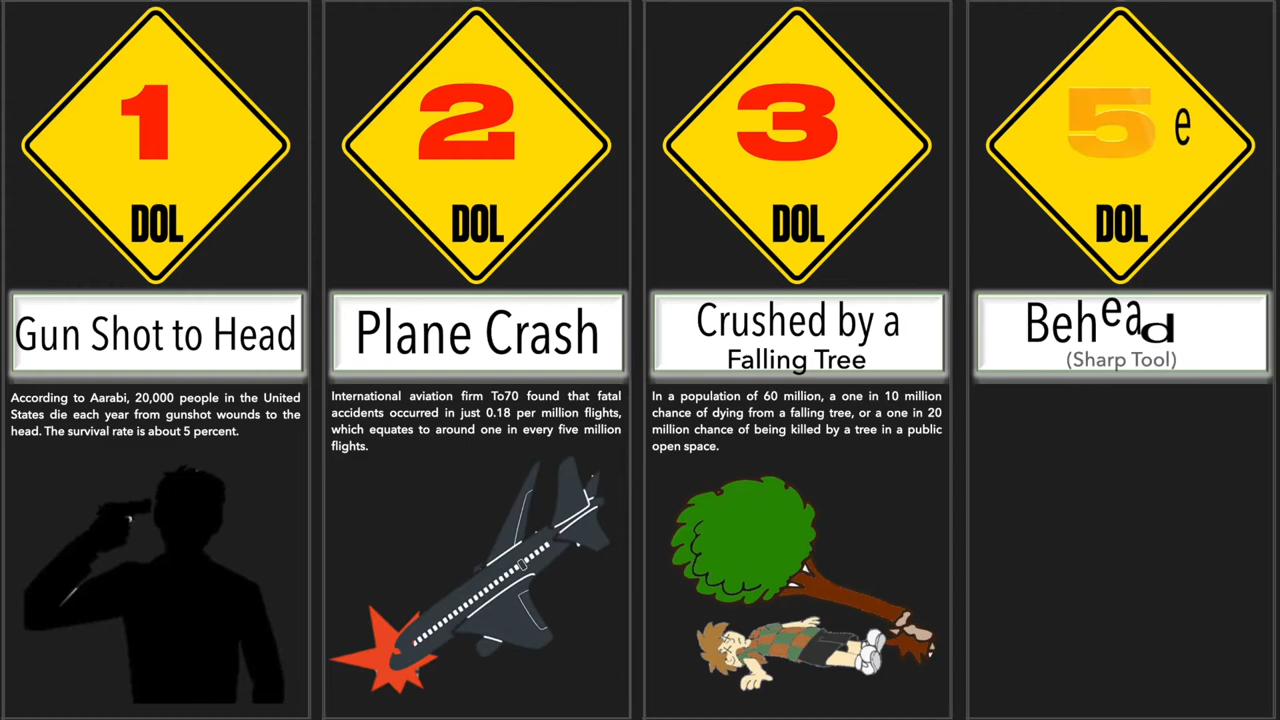 1
DOL
Gun Shot to Head
According to Aarabi, 20,000 people in the United
States die each year from gunshot wounds to the
head. The survival rate is about 5 percent.
2
DOL
Plane Crash
International aviation firm To70 found that fatal
accidents occurred in just 0.18 per million flights,
which equates to around one in every five million
flights.
3
DOL
Crushed by a
Falling Tree
In a population of 60 million, a one in 10 million
chance of dying from a falling tree, or a one in 20
million chance of being killed by a tree in a public
open space.
5 e
DOL
Behead
(Sharp Tool)